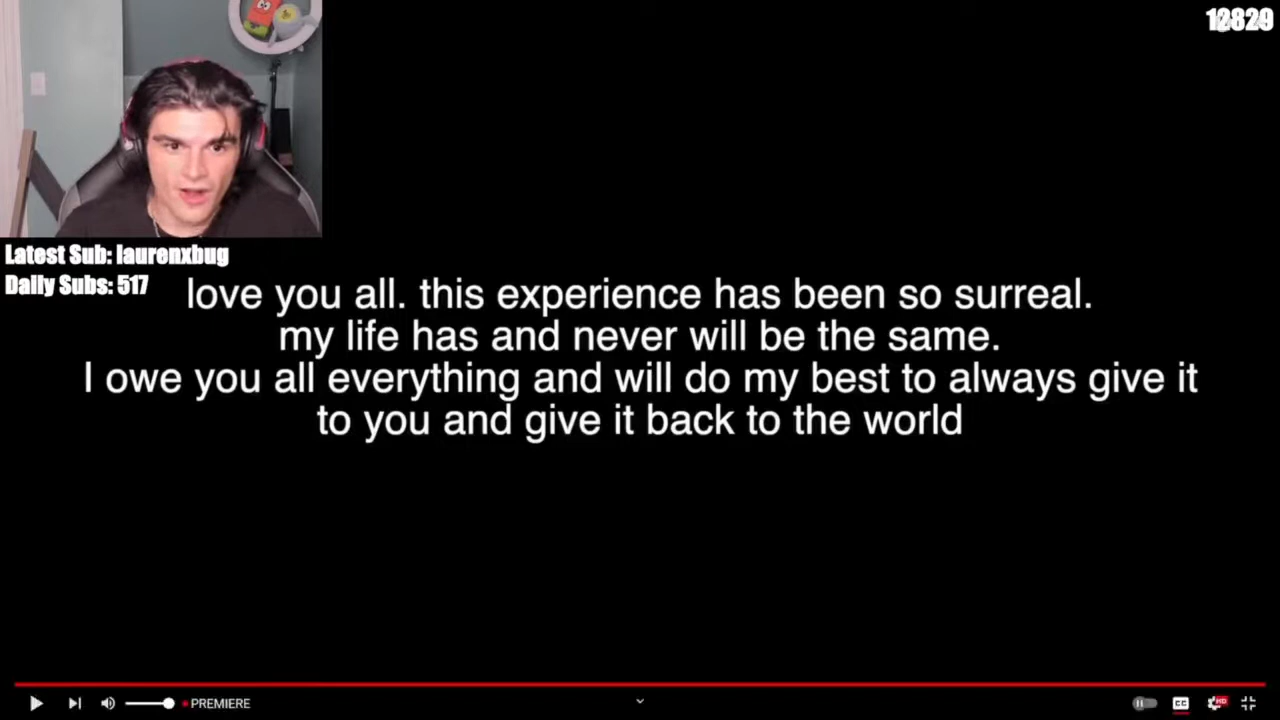 12829
Latest Sub: laurenxbug
Daily Subs: 517
love you all. this experience has been so surreal.
my life has and never will be the same.
I owe you all everything and will do my best to always give it
to you and give it back to the world
PREMIERE
CC
HD